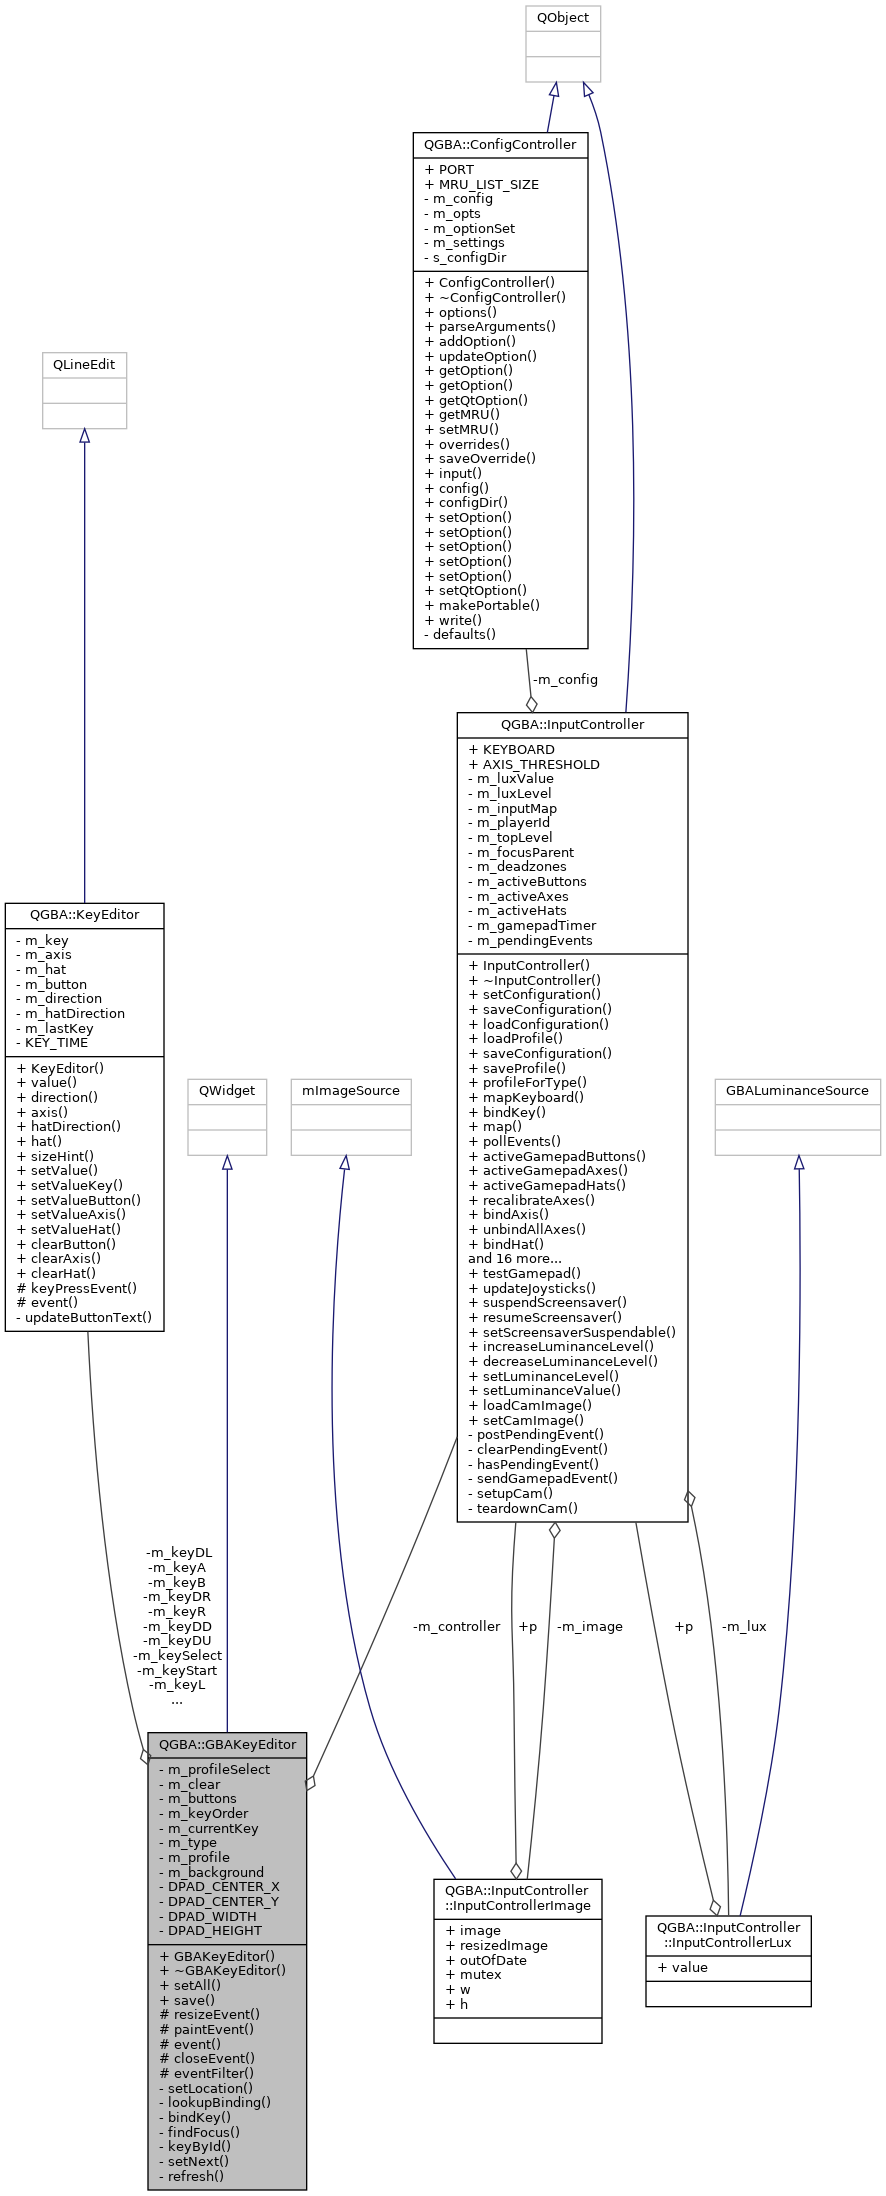 QObject
QGBA::ConfigController
+ PORT
+ MRU_LIST_SIZE
- m_config
- m_opts
- m_optionSet
- m_settings
- s_configDir
+ ConfigController()
+ ~ConfigController()
+ options()
+ parseArguments()
+ addOption()
+ updateOption()
+ getOption()
+ getOption()
+ getQtOption()
+ getMRU()
+ setMRU()
+ overrides()
+ saveOverride()
+ input()
+ config()
+ configDir()
+ setOption()
+ setOption()
+ setOption()
+ setOption()
+ setOption()
+ setQtOption()
+ makePortable()
+ write()
- defaults()
QLineEdit
-m_config
QGBA::InputController
+ KEYBOARD
+ AXIS_THRESHOLD
- m_luxValue
- m_luxLevel
- m_inputMap
- m_playerId
- m_topLevel
- m_focusParent
- m_deadzones
- m_activeButtons
- m_activeAxes
- m_activeHats
- m_gamepadTimer
- m_pendingEvents
+ InputController()
+ ~InputController()
+ setConfiguration()
+ saveConfiguration()
+ loadConfiguration()
+ loadProfile()
+ saveConfiguration()
+ saveProfile()
+ profileForType()
+ mapKeyboard()
+ bindKey()
+ map()
+ pollEvents()
+ activeGamepadButtons()
+ activeGamepadAxes()
+ activeGamepadHats()
+ recalibrateAxes()
+ bindAxis()
+ unbindAllAxes()
+ bindHat()
and 16 more...
+ testGamepad()
+ updateJoysticks()
+ suspendScreensaver()
+ resumeScreensaver()
+ setScreensaverSuspendable()
+ increaseLuminanceLevel()
+ decreaseLuminanceLevel()
+ setLuminanceLevel()
+ setLuminanceValue()
+ loadCamImage()
+ setCamImage()
- postPendingEvent()
- clearPendingEvent()
- hasPendingEvent()
- sendGamepadEvent()
- setupCam()
- teardownCam()
QGBA::KeyEditor
- m_key
- m_axis
- m_hat
- m_button
- m_direction
- m_hatDirection
- m_lastKey
- KEY_TIME
+ KeyEditor()
+ value()
+ direction()
+ axis()
+ hatDirection()
+ hat()
+ sizeHint()
+ setValue()
+ setValueKey()
+ setValueButton()
+ setValueAxis()
+ setValueHat()
+ clearButton()
+ clearAxis()
+ clearHat()
# keyPressEvent()
# event()
- updateButtonText()
QWidget
mImageSource
GBALuminanceSource
-m_keyDL
-m_keyA
-m_keyB
-m_keyDR
-m_keyR
-m_keyDD
-m_keyDU
-m_keySelect
-m_keyStart
-m_keyL
...
-m_controller
+p
-m_image
+p
-m_lux
QGBA::GBAKeyEditor
- m_profileSelect
- m_clear
- m_buttons
- m_keyOrder
- m_currentKey
- m_type
- m_profile
- m_background
- DPAD_CENTER_X
- DPAD_CENTER_Y
- DPAD_WIDTH
- DPAD_HEIGHT
+ GBAKeyEditor()
+ ~GBAKeyEditor()
+ setAll()
+ save()
# resizeEvent()
# paintEvent()
# event()
# closeEvent()
# eventFilter()
- setLocation()
- lookupBinding()
- bindKey()
- findFocus()
- keyById()
- setNext()
- refresh()
QGBA::InputController
::InputControllerImage
+ image
+ resizedImage
+ outOfDate
+ mutex
+ w
+ h
QGBA::InputController
::InputControllerLux
+ value